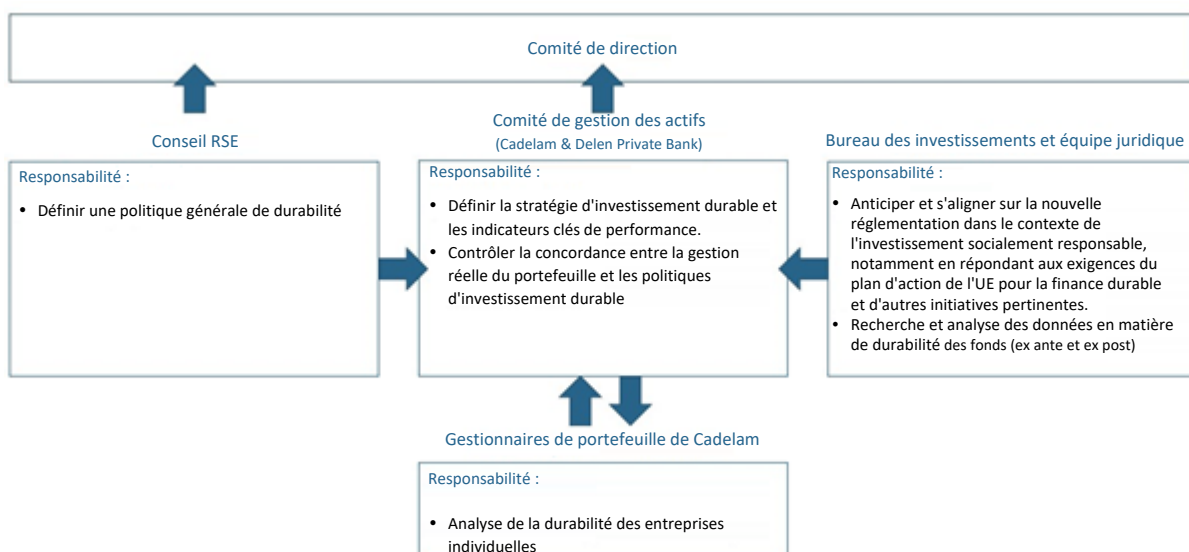 Comité de direction
Conseil RSE
Responsabilité :
• Définir une politique générale de durabilité
Comité de gestion des actifs
(Cadelam & Delen Private Bank)
Responsabilité :
• Définir la stratégie d'investissement durable et
les indicateurs clés de performance.
• Contrôler la concordance entre la gestion
réelle du portefeuille et les politiques
d'investissement durable
Bureau des investissements et équipe juridique
Responsabilité :
• Anticiper et s'aligner sur la nouvelle
réglementation dans le contexte de
l'investissement socialement responsable,
notamment en répondant aux exigences du
plan d'action de l'UE pour la finance durable
et d'autres initiatives pertinentes.
• Recherche et analyse des données en matière
de durabilité des fonds (ex ante et ex post)
Gestionnaires de portefeuille de Cadelam
Responsabilité :
• Analyse de la durabilité des entreprises
individuelles